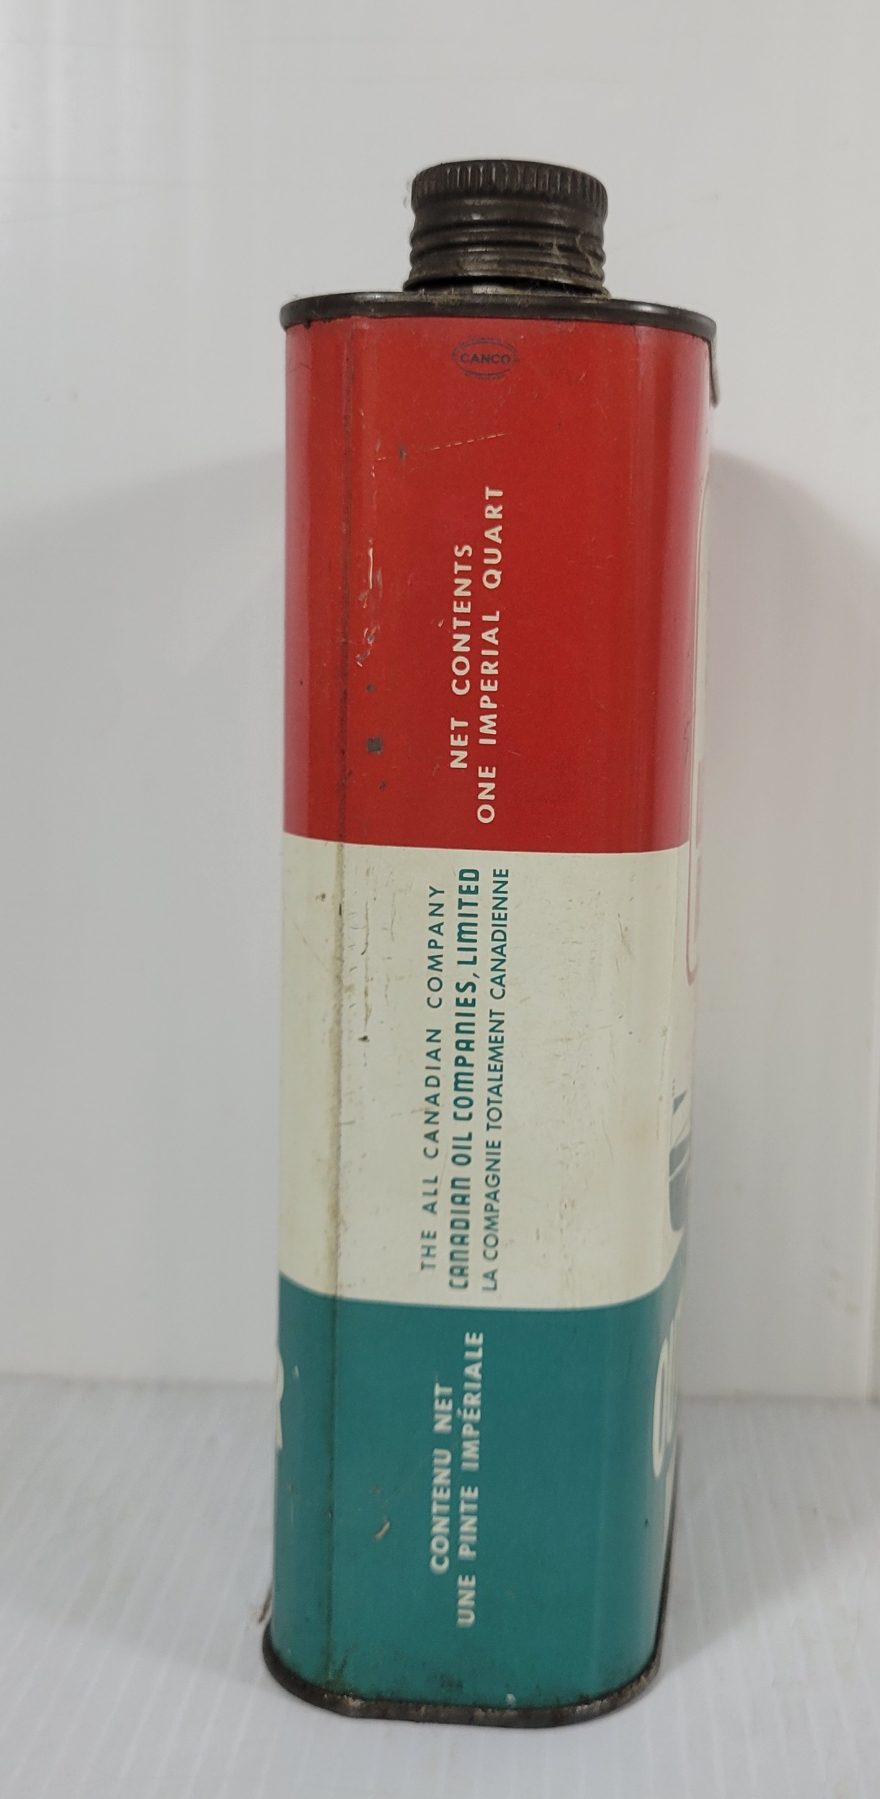 CANCO
NET CONTENTS
ONE IMPERIAL QUART
THE ALL CANADIAN COMPANY
CANADIAN OIL COMPANIES, LIMITED
LA COMPAGNIE TOTALEMENT CANADIENNE
CONTENU NET
UNE PINTE IMPÉRIALE